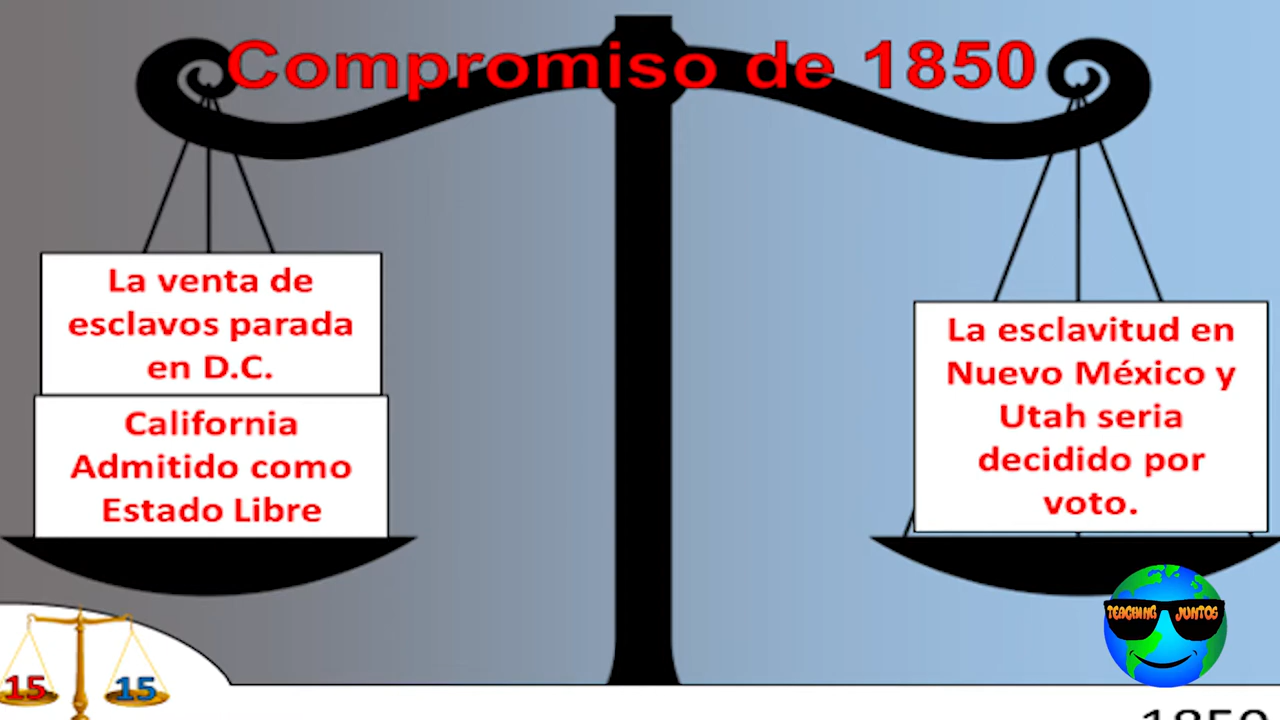 Compromiso de 1850
La venta de
esclavos parada
en D.C.
California
Admitido como
Estado Libre
La esclavitud en
Nuevo México y
Utah seria
decidido por
voto.
TEACHING JUNTOS
15 15
1850